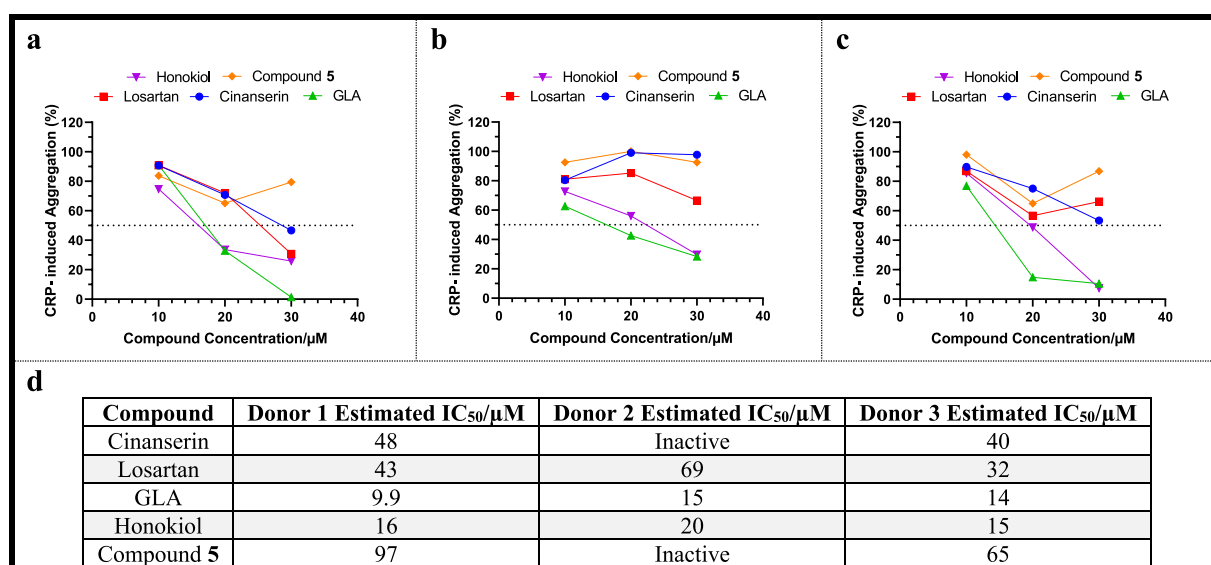 a
Honokiol Compound 5
Losartan Cinanserin GLA
CRP-induced Aggregation (%)
120
100
80
60
40
20
0
0 10 20 30 40
Compound Concentration/µM
b
Honokiol Compound 5
Losartan Cinanserin GLA
CRP-induced Aggregation (%)
120
100
80
60
40
20
0
0 10 20 30 40
Compound Concentration/µM
c
Honokiol Compound 5
Losartan Cinanserin GLA
CRP-induced Aggregation (%)
120
100
80
60
40
20
0
0 10 20 30 40
Compound Concentration/µM
d
Compound Donor 1 Estimated IC₅₀/µM Donor 2 Estimated IC₅₀/µM Donor 3 Estimated IC₅₀/µM
Cinanserin 48 Inactive 40
Losartan 43 69 32
GLA 9.9 15 14
Honokiol 16 20 15
Compound 5 97 Inactive 65